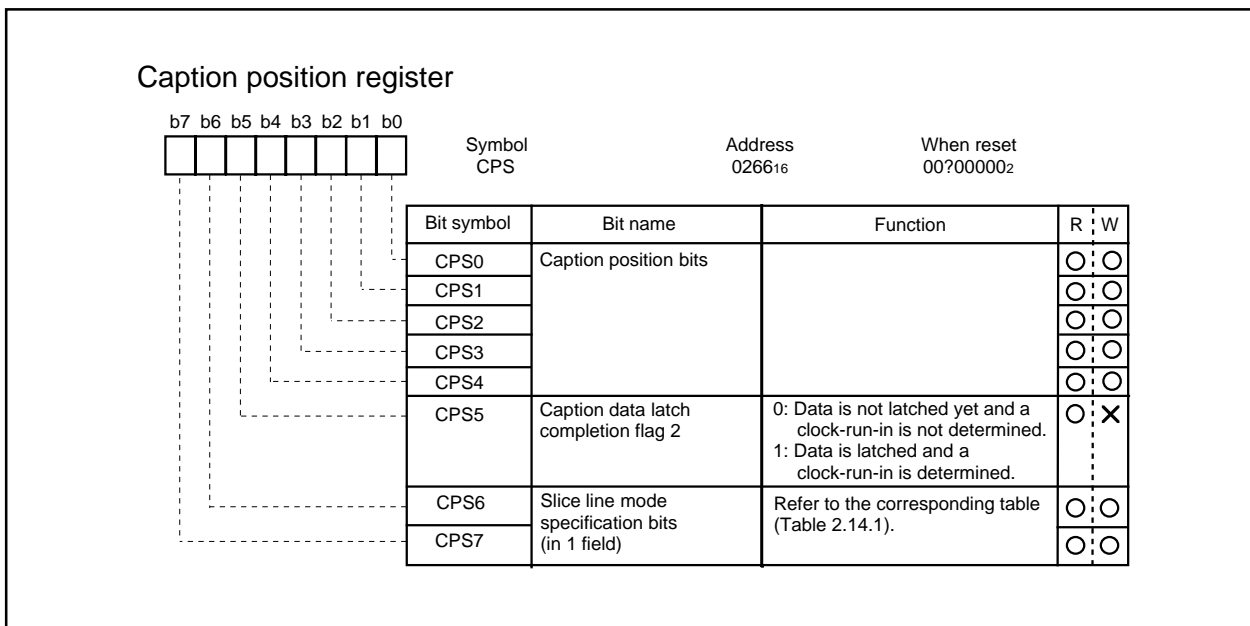 Caption position register
b7 b6 b5 b4 b3 b2 b1 b0
Symbol Address When reset
CPS 026616 00?000002
Bit symbol Bit name Function R W
CPS0 Caption position bits
CPS1
CPS2
CPS3
CPS4
CPS5 Caption data latch 0: Data is not latched yet and a
completion flag 2 clock-run-in is not determined.
1: Data is latched and a
clock-run-in is determined.
CPS6 Slice line mode Refer to the corresponding table
specification bits (Table 2.14.1).
CPS7 (in 1 field)